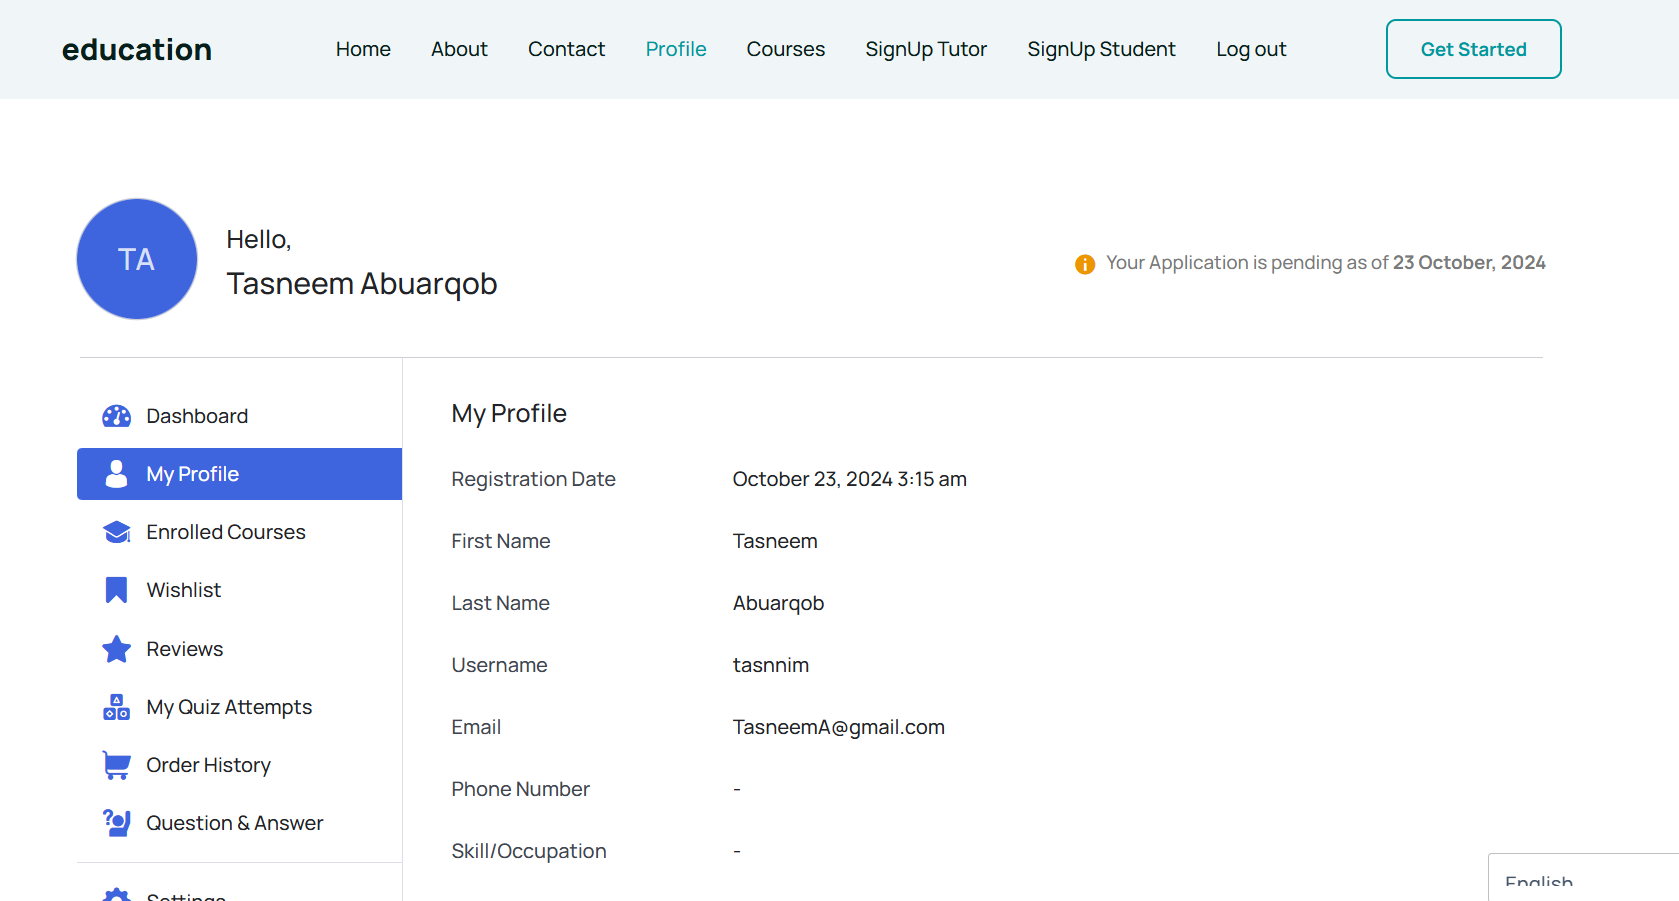 education
Home About Contact Profile Courses SignUp Tutor SignUp Student Log out
Get Started
TA
Hello,
Tasneem Abuarqob
Your Application is pending as of 23 October, 2024
Dashboard
My Profile
Enrolled Courses
Wishlist
Reviews
My Quiz Attempts
Order History
Question & Answer
Settings
My Profile
Registration Date October 23, 2024 3:15 am
First Name Tasneem
Last Name Abuarqob
Username tasnnim
Email TasneemA@gmail.com
Phone Number -
Skill/Occupation -
English